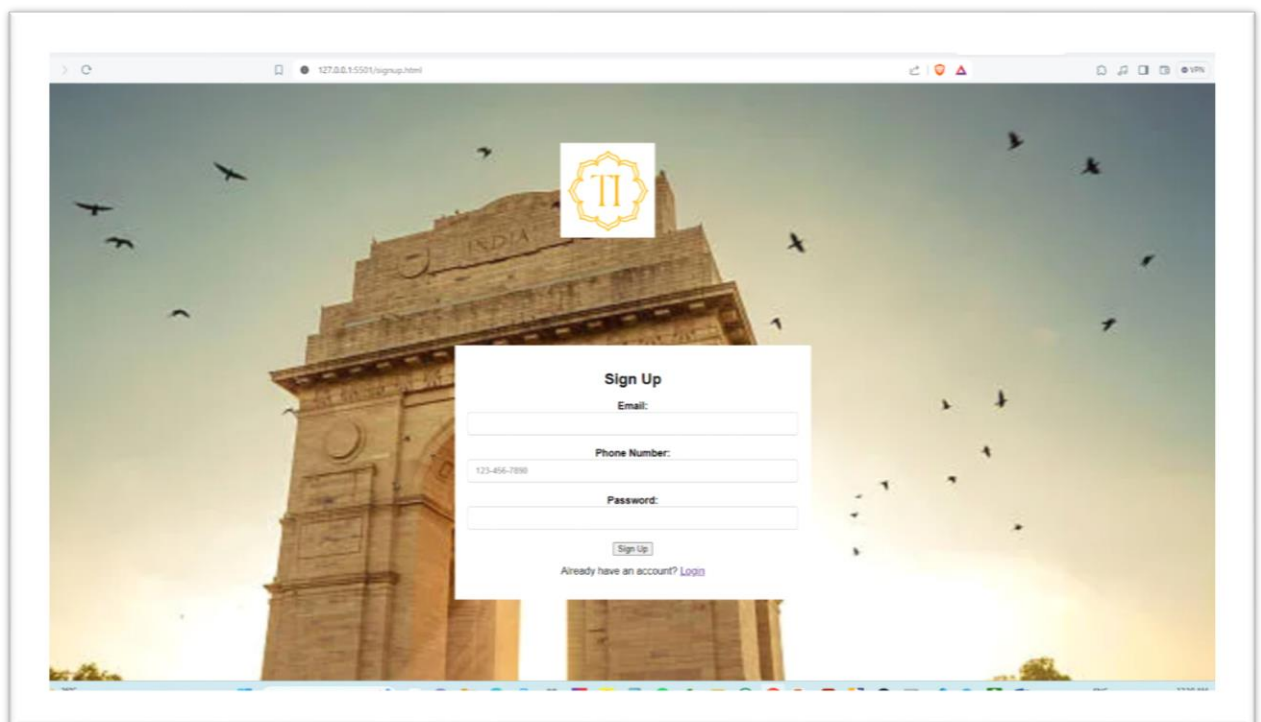 127.0.0.1:5501/signup.html
VPN
TI
INDIA
Sign Up
Email:
Phone Number:
123-456-7890
Password:
Sign Up
Already have an account? Login